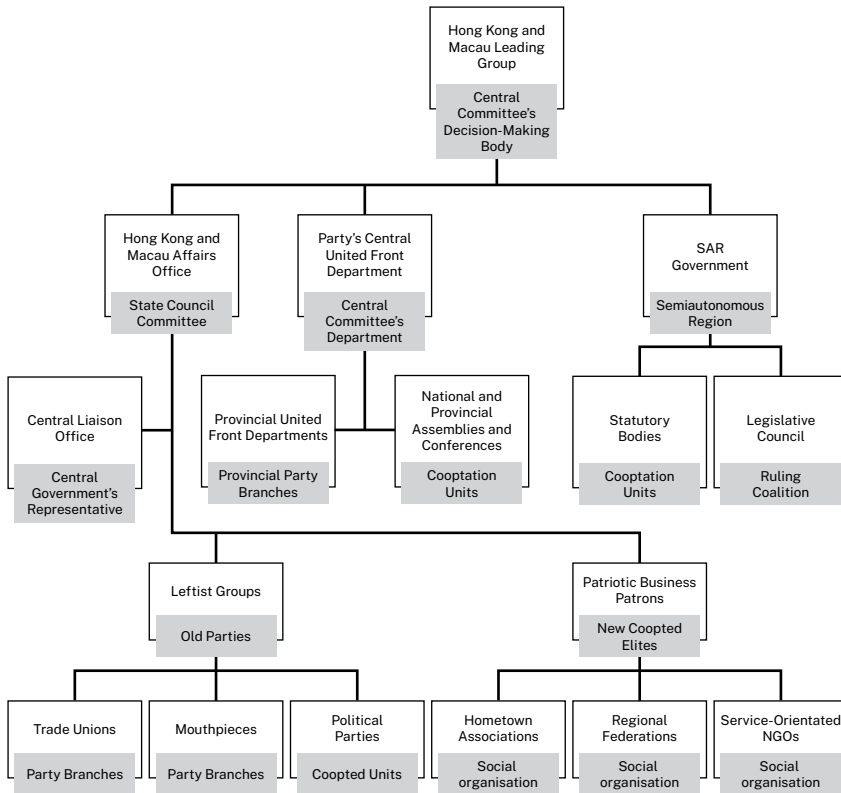 Hong Kong and
Macau Leading
Group
Central
Committee's
Decision-Making
Body
Hong Kong and
Macau Affairs
Office
State Council
Committee
Party's Central
United Front
Department
Central
Committee's
Department
SAR
Government
Semiautonomous
Region
Central Liaison
Office
Central
Government's
Representative
Provincial United
Front Departments
Provincial Party
Branches
National and
Provincial
Assemblies and
Conferences
Cooptation
Units
Statutory
Bodies
Cooptation
Units
Legislative
Council
Ruling
Coalition
Leftist Groups
Old Parties
Patriotic Business
Patrons
New Coopted
Elites
Trade Unions
Party Branches
Mouthpieces
Party Branches
Political
Parties
Coopted Units
Hometown
Associations
Social
organisation
Regional
Federations
Social
organisation
Service-Orientated
NGOs
Social
organisation